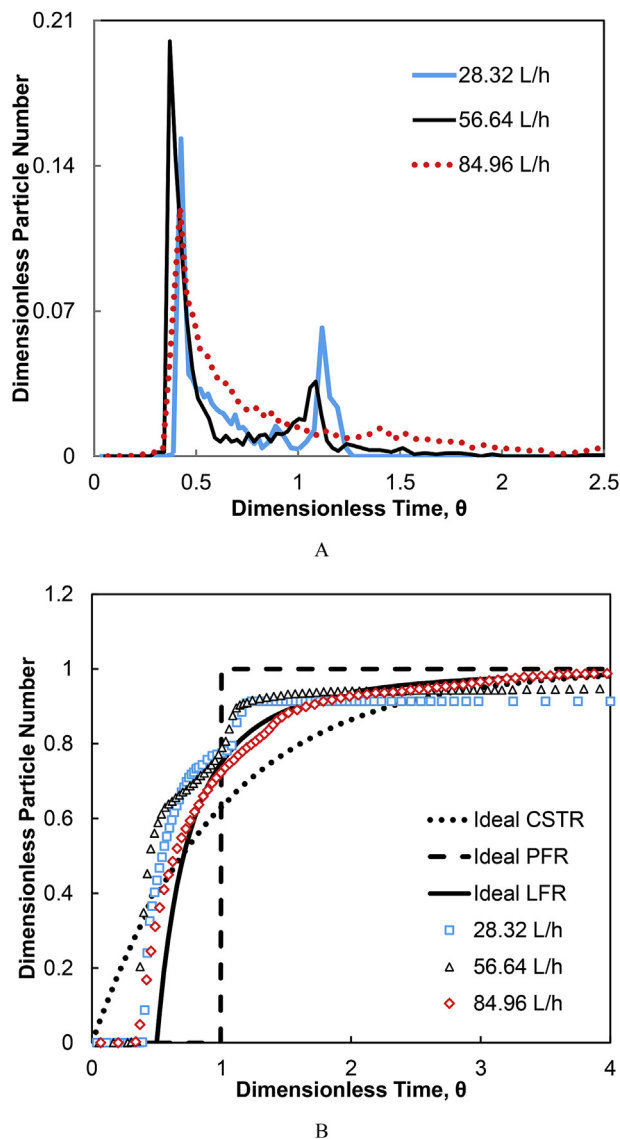 0.21
0.14
0.07
0
Dimensionless Particle Number
28.32 L/h
56.64 L/h
84.96 L/h
0 0.5 1 1.5 2 2.5
Dimensionless Time, θ
A
1.2
1
0.8
0.6
0.4
0.2
0
Dimensionless Particle Number
Ideal CSTR
Ideal PFR
Ideal LFR
28.32 L/h
56.64 L/h
84.96 L/h
0 1 2 3 4
Dimensionless Time, θ
B